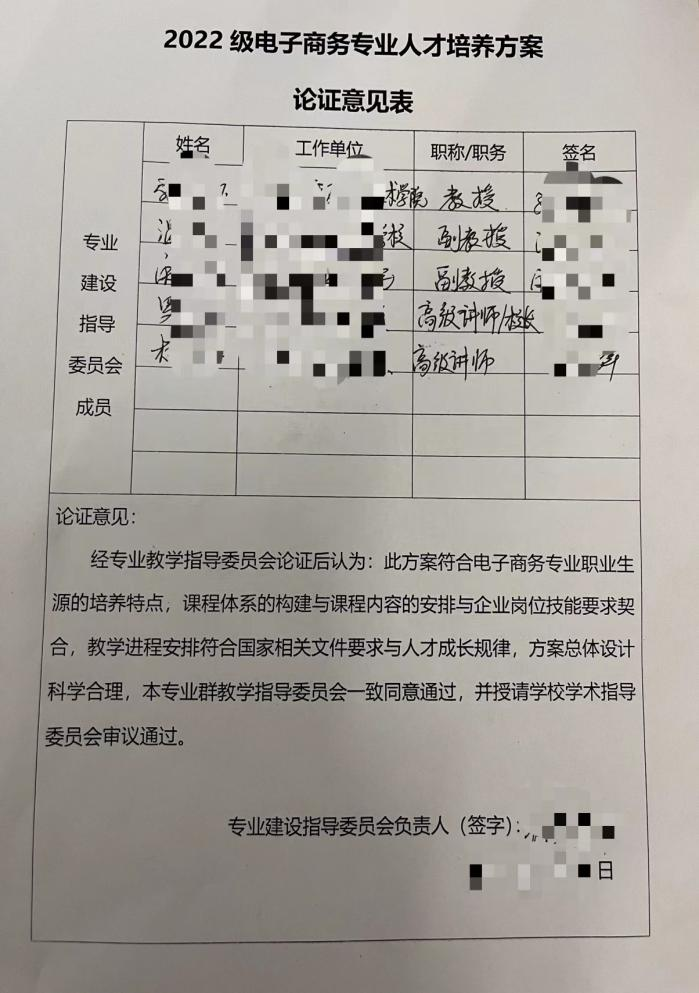 2022 级电子商务专业人才培养方案
论证意见表
姓名 工作单位 职称/职务 签名
术学院 教授
副教授
副教授
高级讲师/校长
高级讲师
专业
建设
指导
委员会
成员
论证意见：
经专业教学指导委员会论证后认为：此方案符合电子商务专业职业生
源的培养特点，课程体系的构建与课程内容的安排与企业岗位技能要求契
合，教学进程安排符合国家相关文件要求与人才成长规律，方案总体设计
科学合理，本专业群教学指导委员会一致同意通过，并授请学校学术指导
委员会审议通过。
专业建设指导委员会负责人（签字）：
日